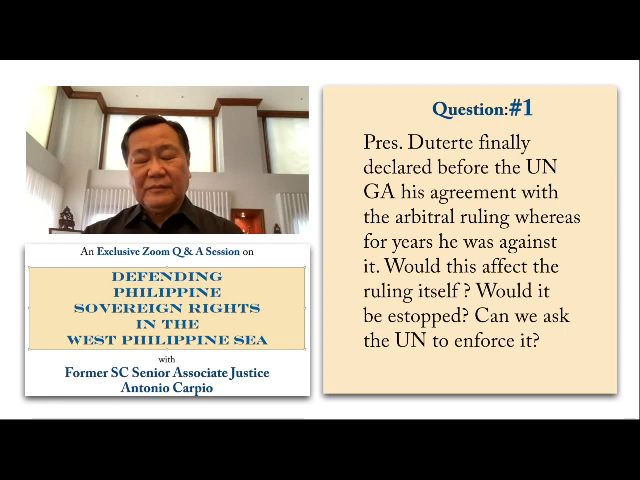 An Exclusive Zoom Q & A Session on
DEFENDING
PHILIPPINE
SOVEREIGN RIGHTS
IN THE
WEST PHILIPPINE SEA
with
Former SC Senior Associate Justice
Antonio Carpio
Question:#1
Pres. Duterte finally
declared before the UN
GA his agreement with
the arbitral ruling whereas
for years he was against
it. Would this affect the
ruling itself ? Would it
be estopped? Can we ask
the UN to enforce it?